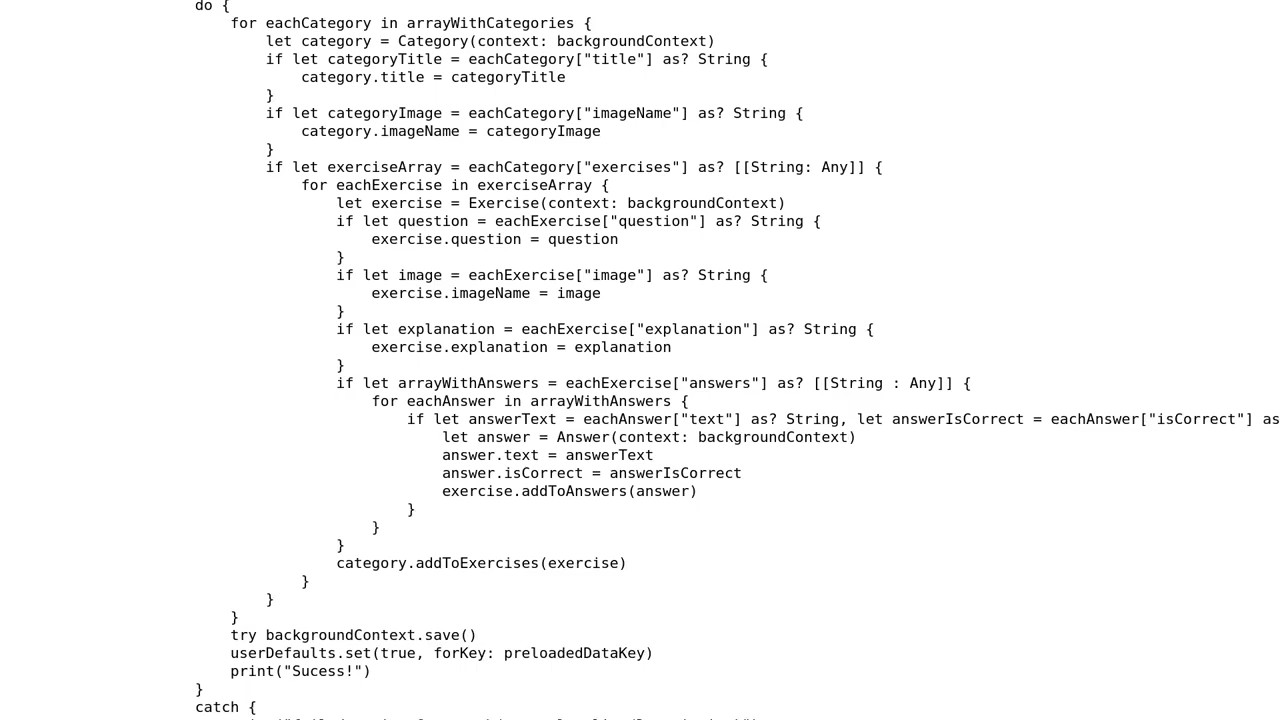 do {
for eachCategory in arrayWithCategories {
let category = Category(context: backgroundContext)
if let categoryTitle = eachCategory["title"] as? String {
category.title = categoryTitle
}
if let categoryImage = eachCategory["imageName"] as? String {
category.imageName = categoryImage
}
if let exerciseArray = eachCategory["exercises"] as? [[String: Any]] {
for eachExercise in exerciseArray {
let exercise = Exercise(context: backgroundContext)
if let question = eachExercise["question"] as? String {
exercise.question = question
}
if let image = eachExercise["image"] as? String {
exercise.imageName = image
}
if let explanation = eachExercise["explanation"] as? String {
exercise.explanation = explanation
}
if let arrayWithAnswers = eachExercise["answers"] as? [[String : Any]] {
for eachAnswer in arrayWithAnswers {
if let answerText = eachAnswer["text"] as? String, let answerIsCorrect = eachAnswer["isCorrect"] as
let answer = Answer(context: backgroundContext)
answer.text = answerText
answer.isCorrect = answerIsCorrect
exercise.addToAnswers(answer)
}
}
}
category.addToExercises(exercise)
}
}
}
try backgroundContext.save()
userDefaults.set(true, forKey: preloadedDataKey)
print("Sucess!")
}
catch {